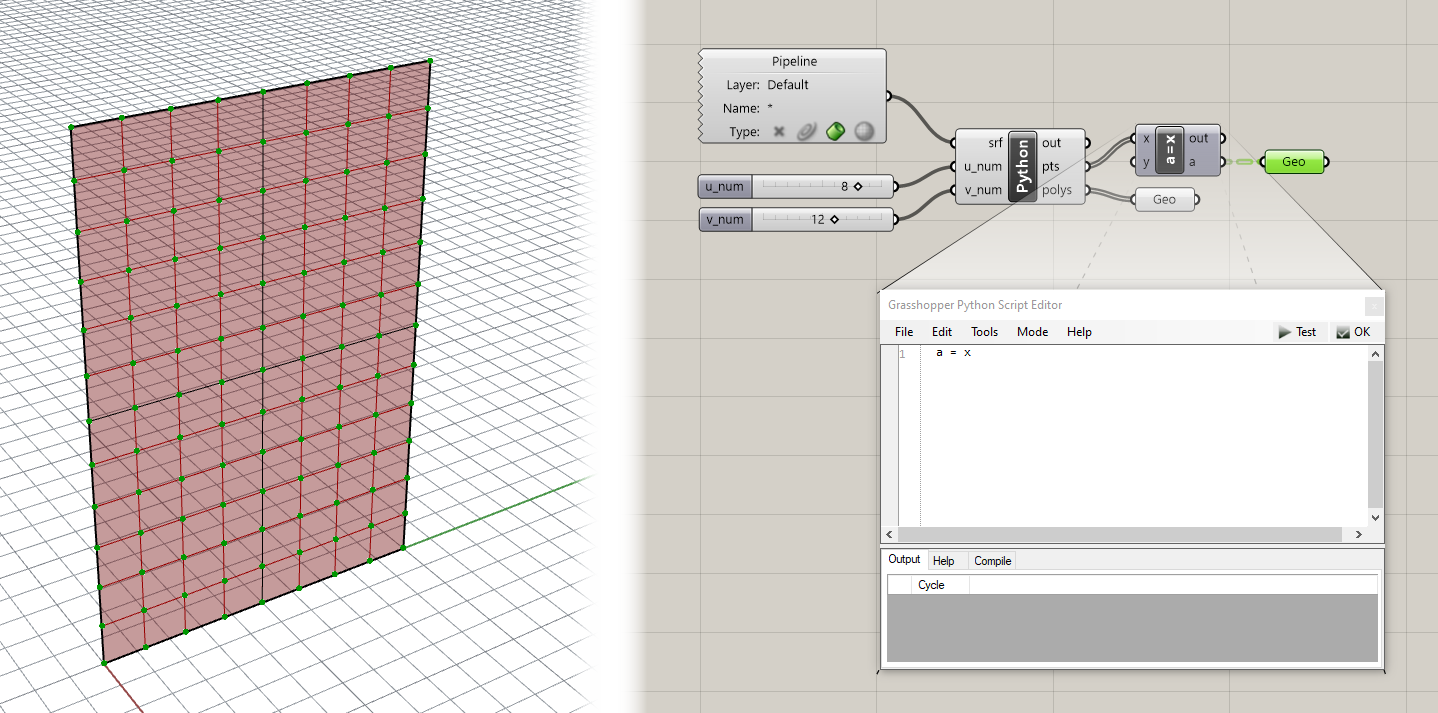 Pipeline
Layer: Default
Name: *
Type:
u_num 8
v_num 12
srf out
u_num pts
v_num polys
Python
x out
y a
a=x
Geo
Geo
Grasshopper Python Script Editor
File Edit Tools Mode Help Test OK
1 a = x
Output Help Compile
Cycle